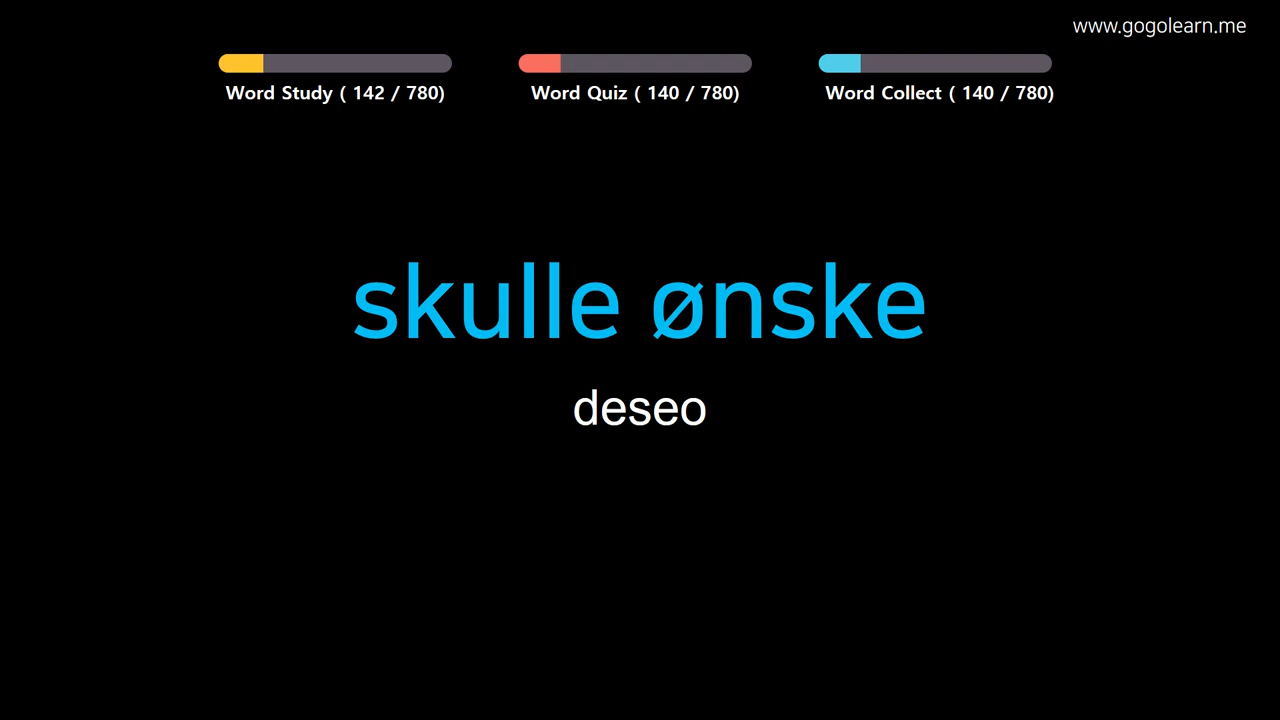 www.gogolearn.me
Word Study ( 142 / 780)
Word Quiz ( 140 / 780)
Word Collect ( 140 / 780)
skulle ønske
deseo